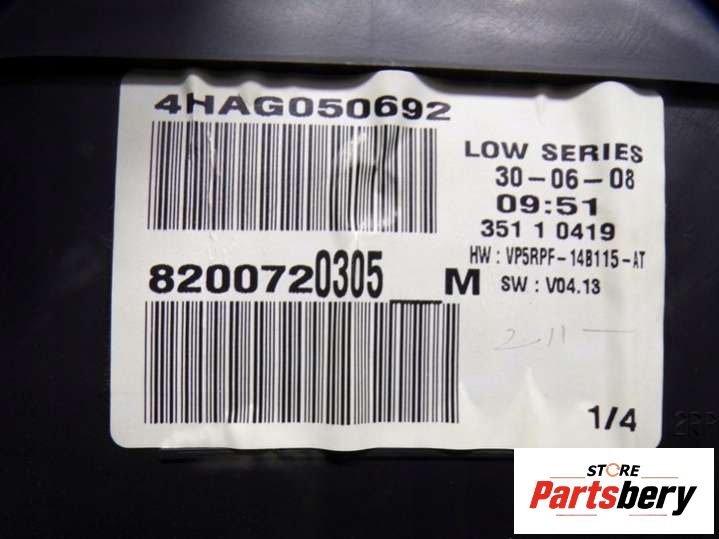 4HAG050692
LOW SERIES
30-06-08
09:51
351 1 0419
HW : VP5RPF-14B115-AT
SW : V04.13
8200720305__M
1/4
STORE
Partsbery